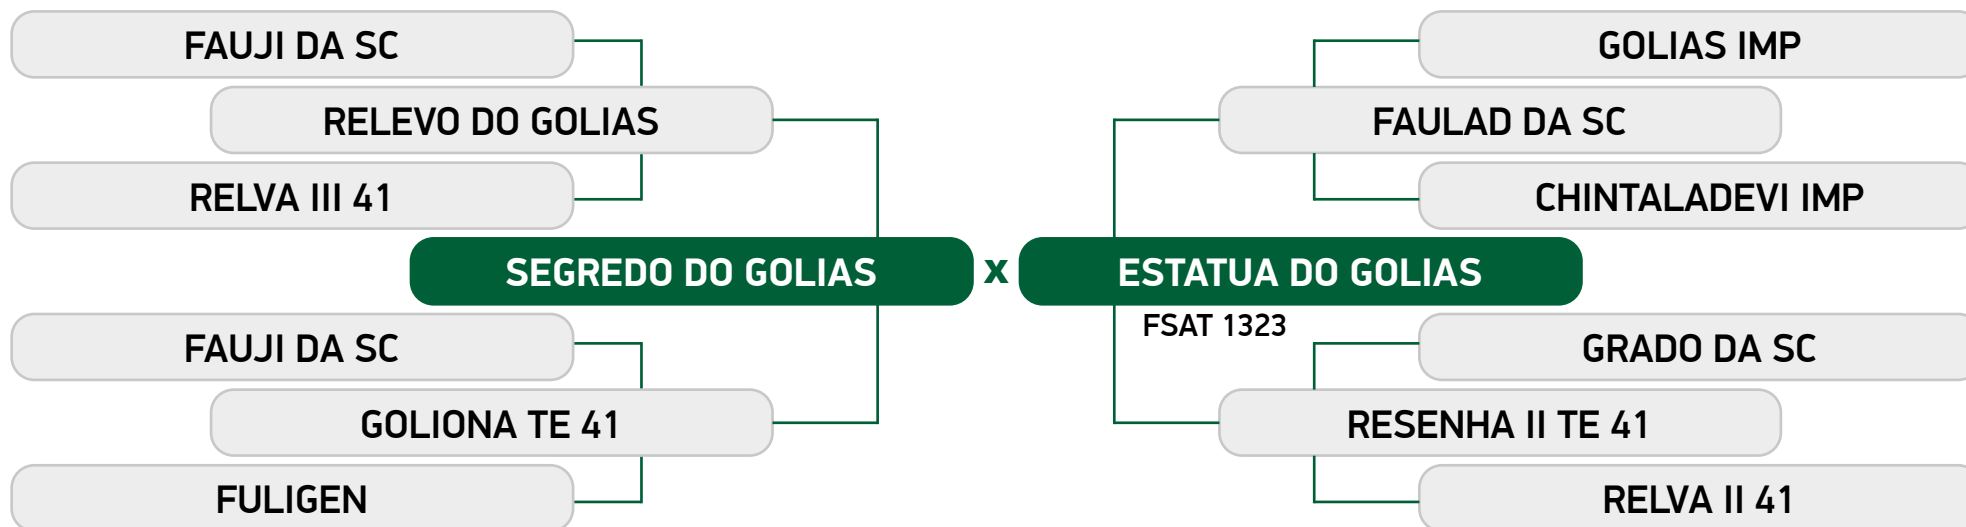 FAUJI DA SC
GOLIAS IMP
RELEVO DO GOLIAS
FAULAD DA SC
RELVA III 41
CHINTALADEVI IMP
SEGREDO DO GOLIAS x ESTATUA DO GOLIAS
FSAT 1323
FAUJI DA SC
GRADO DA SC
GOLIONA TE 41
RESENHA II TE 41
FULIGEN
RELVA II 41